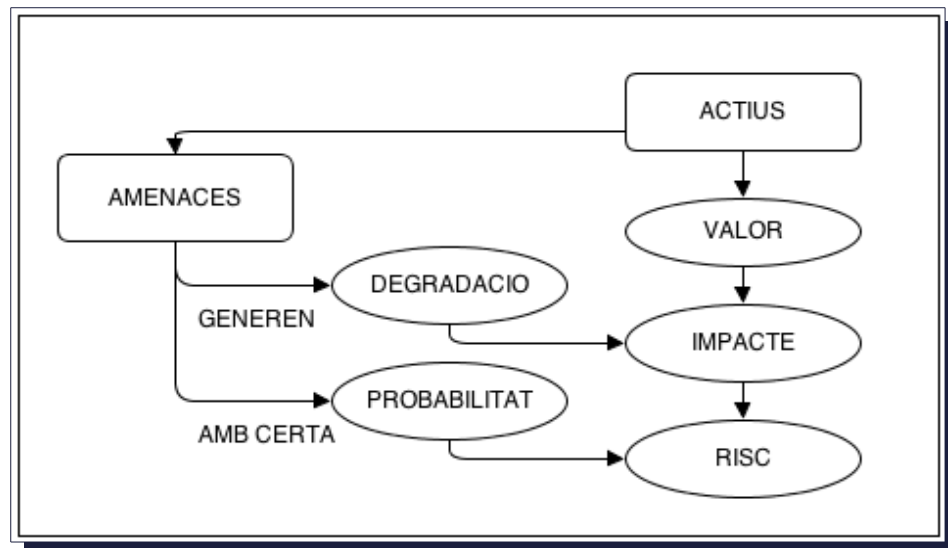 ACTIUS
AMENACES
VALOR
DEGRADACIO
GENEREN
IMPACTE
PROBABILITAT
AMB CERTA
RISC